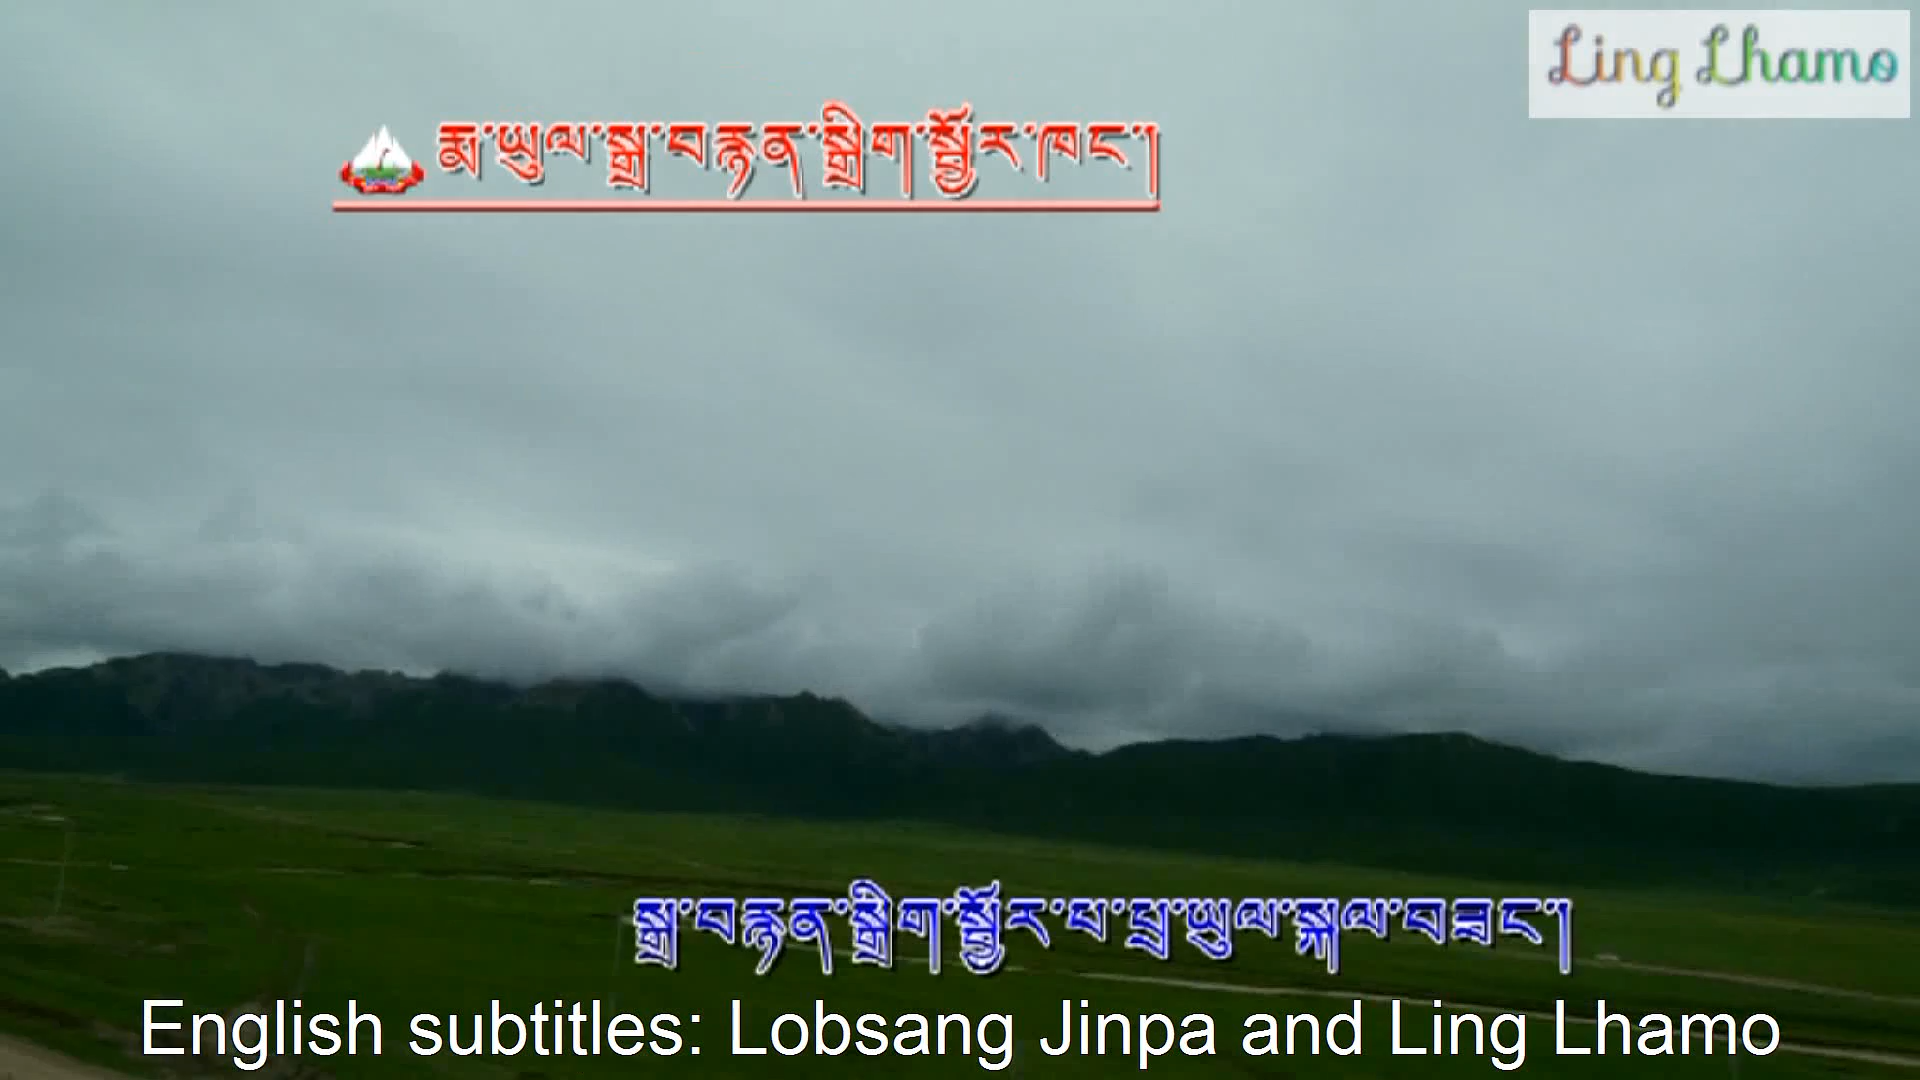 Ling Lhamo
རྨ་ཡུལ་སྒྲ་བརྙན་སྒྲིག་སྦྱོར་ཁང་།
སྒྲ་བརྙན་སྒྲིག་སྦྱོར་པ་པྲ་ཡུལ་སྐལ་བཟང་།
English subtitles: Lobsang Jinpa and Ling Lhamo